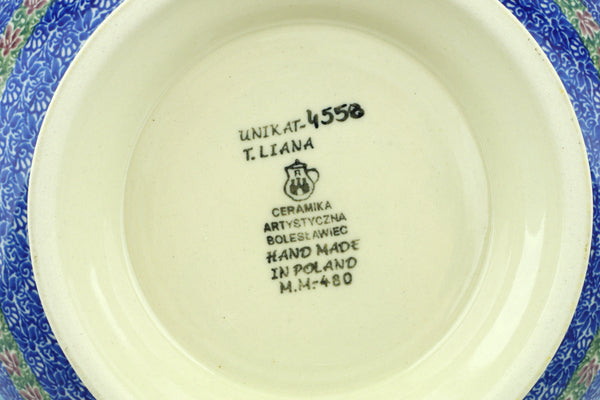 UNIKAT-4558
T. LIANA
R
CERAMIKA
ARTYSTYCZNA
BOLESŁAWIEC
HAND MADE
IN POLAND
M.M.-480